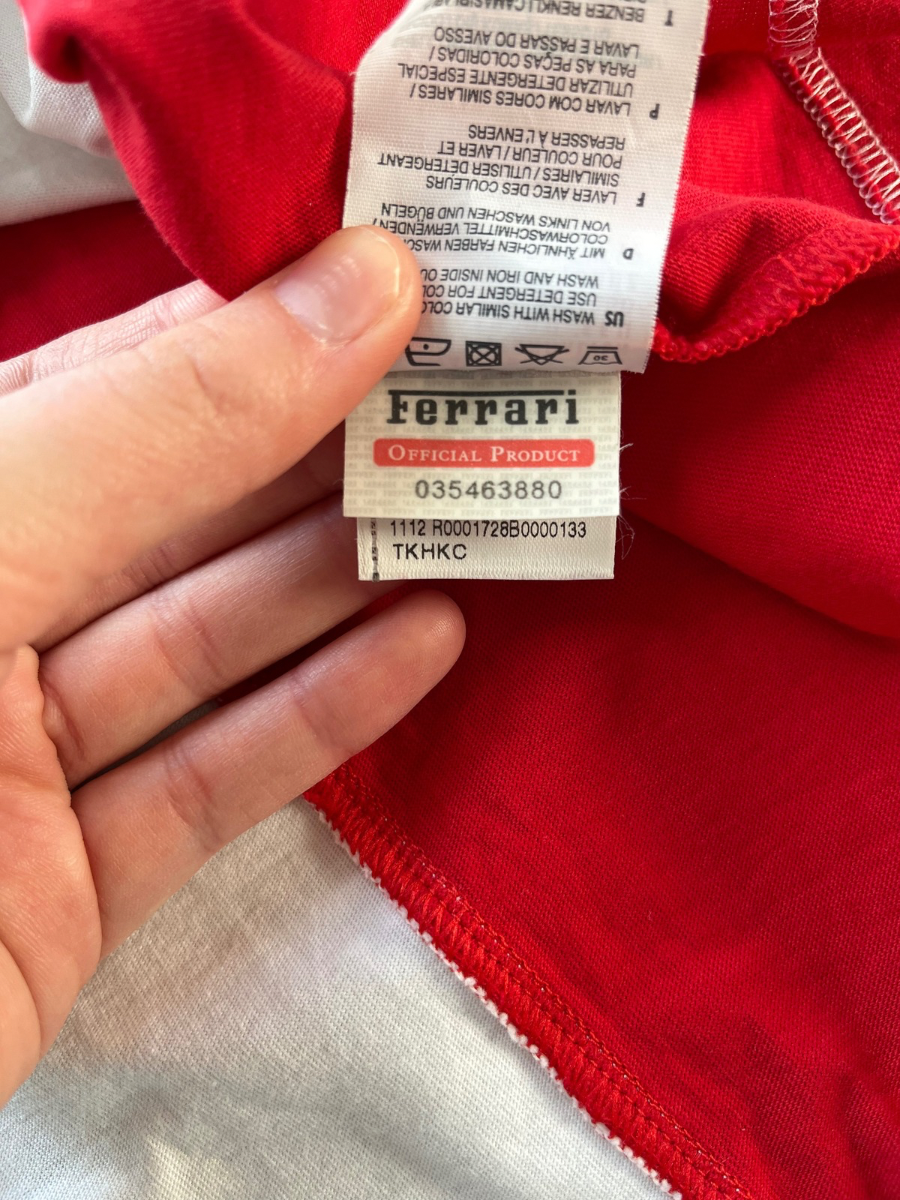 30
US WASH WITH SIMILAR COLO
USE DETERGENT FOR CO
WASH AND IRON INSIDE OU
D MIT ÄHNLICHEN FARBEN WASC
COLORWASCHMITTEL VERWENDEN /
VON LINKS WASCHEN UND BÜGELN
F LAVER AVEC DES COULEURS
SIMILAIRES / UTILISER DETERGENT
POUR COULEUR / LAVER ET
REPASSER À L'ENVERS
P LAVAR COM CORES SIMILARES /
UTILIZAR DETERGENTE ESPECIAL
PARA AS PEÇAS COLORIDAS /
LAVAR E PASSAR DO AVESSO
T BENZER RENKLI
Ferrari
OFFICIAL PRODUCT
035463880
1112 R0001728B0000133
TKHKC